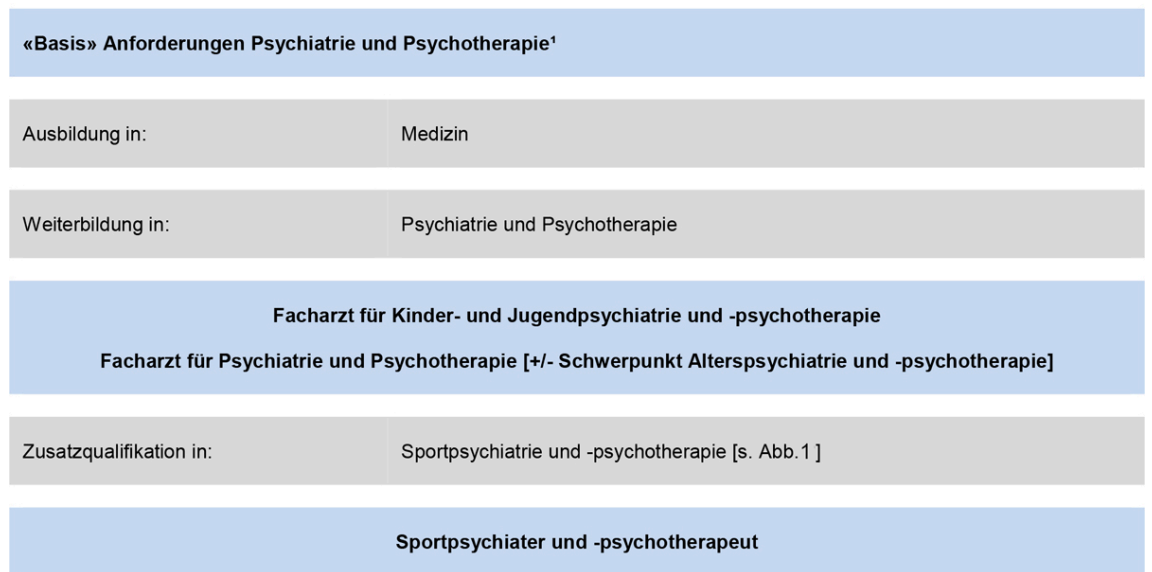 «Basis» Anforderungen Psychiatrie und Psychotherapie¹
Ausbildung in: Medizin
Weiterbildung in: Psychiatrie und Psychotherapie
Facharzt für Kinder- und Jugendpsychiatrie und -psychotherapie
Facharzt für Psychiatrie und Psychotherapie [+/- Schwerpunkt Alterspsychiatrie und -psychotherapie]
Zusatzqualifikation in: Sportpsychiatrie und -psychotherapie [s. Abb.1 ]
Sportpsychiater und -psychotherapeut